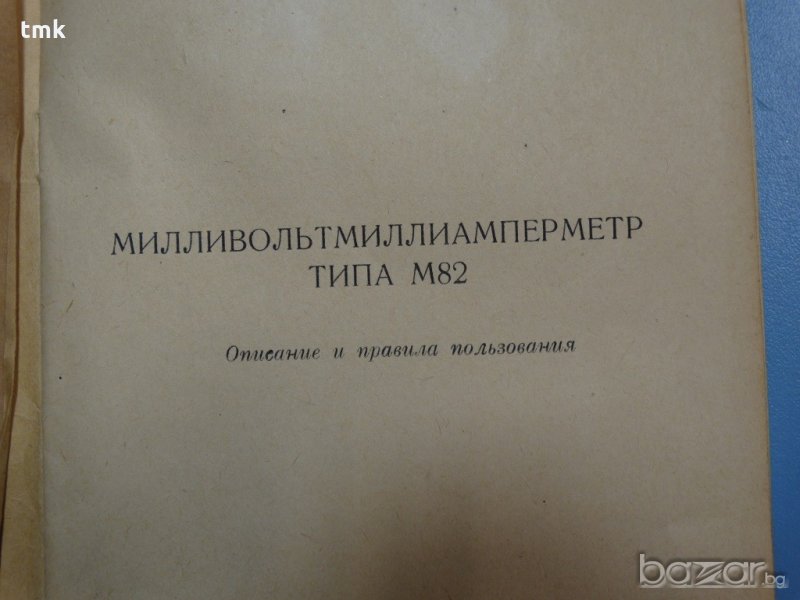 tmk
МИЛЛИВОЛЬТМИЛЛИАМПЕРМЕТР
ТИПА М82
Описание и правила пользования
bazar.bg